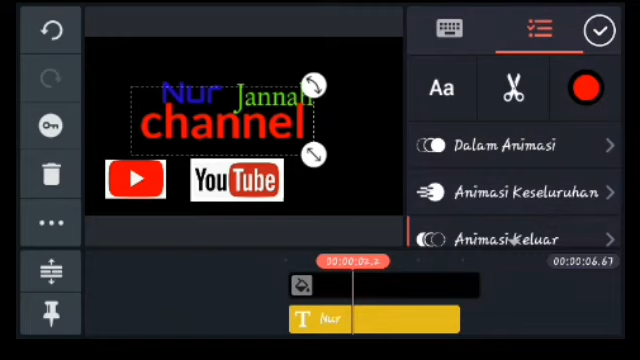 Aa
Nur Jannah
channel
YouTube
Dalam Animasi
Animasi Keseluruhan
Animasi Keluar
00:00:02.2
00:00:06.67
T Nur